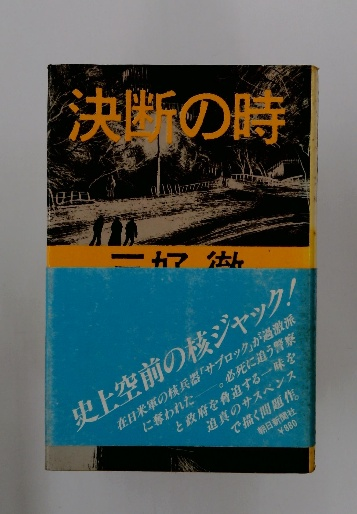 決断の時
三好 徹
史上空前の核ジャック!
在日米軍の核兵器「サブロック」が過激派
に奪われた——。必死に追う警察
と政府を脅迫する一味を
迫真のサスペンス
で描く問題作。
朝日新聞社
¥880